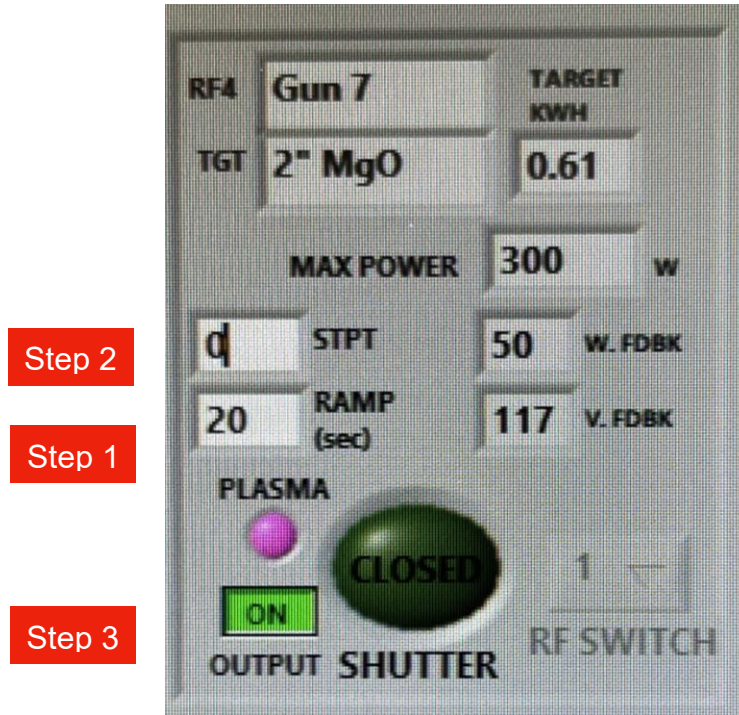 RF4 Gun 7 TARGET
KWH
TGT 2" MgO 0.61
MAX POWER 300 W
Step 2 0 STPT 50 W. FDBK
20 RAMP
(sec) 117 V. FDBK
Step 1
PLASMA
CLOSED 1
ON
Step 3 RF SWITCH
OUTPUT SHUTTER